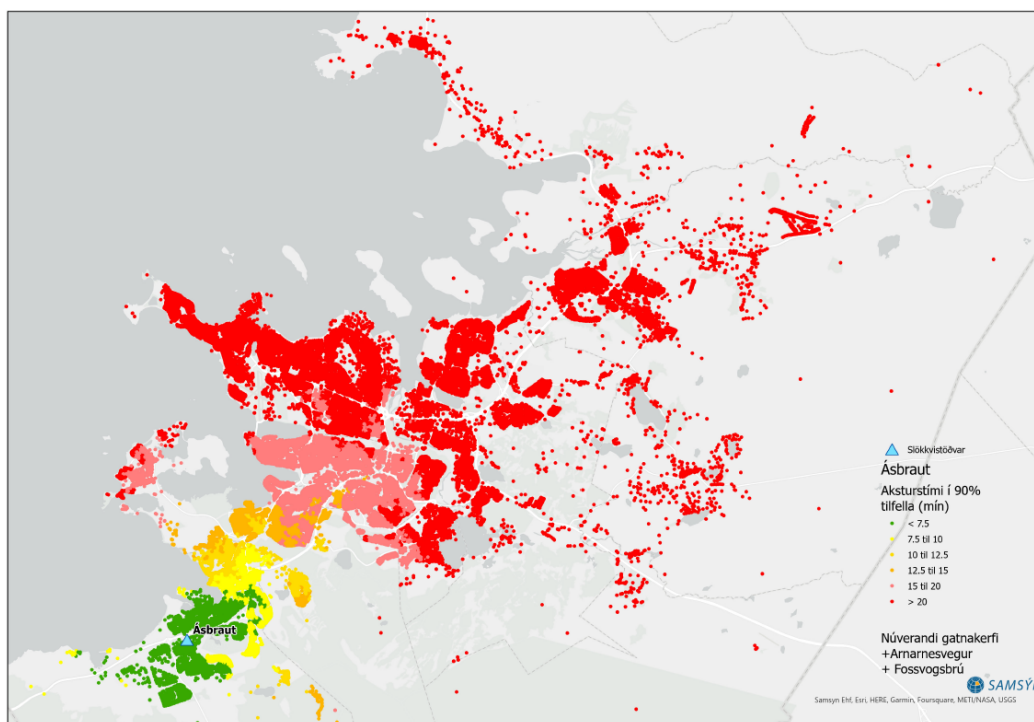 Ásbraut
Slökkvistöðvar
Ásbraut
Aksturstími í 90%
tilfella (mín)
< 7.5
7.5 til 10
10 til 12.5
12.5 til 15
15 til 20
> 20
Núverandi gatnakerfi
+Arnarnesvegur
+ Fossvogsbrú
SAMSÝN
Samsyn Ehf, Esri, HERE, Garmin, Foursquare, METI/NASA, USGS